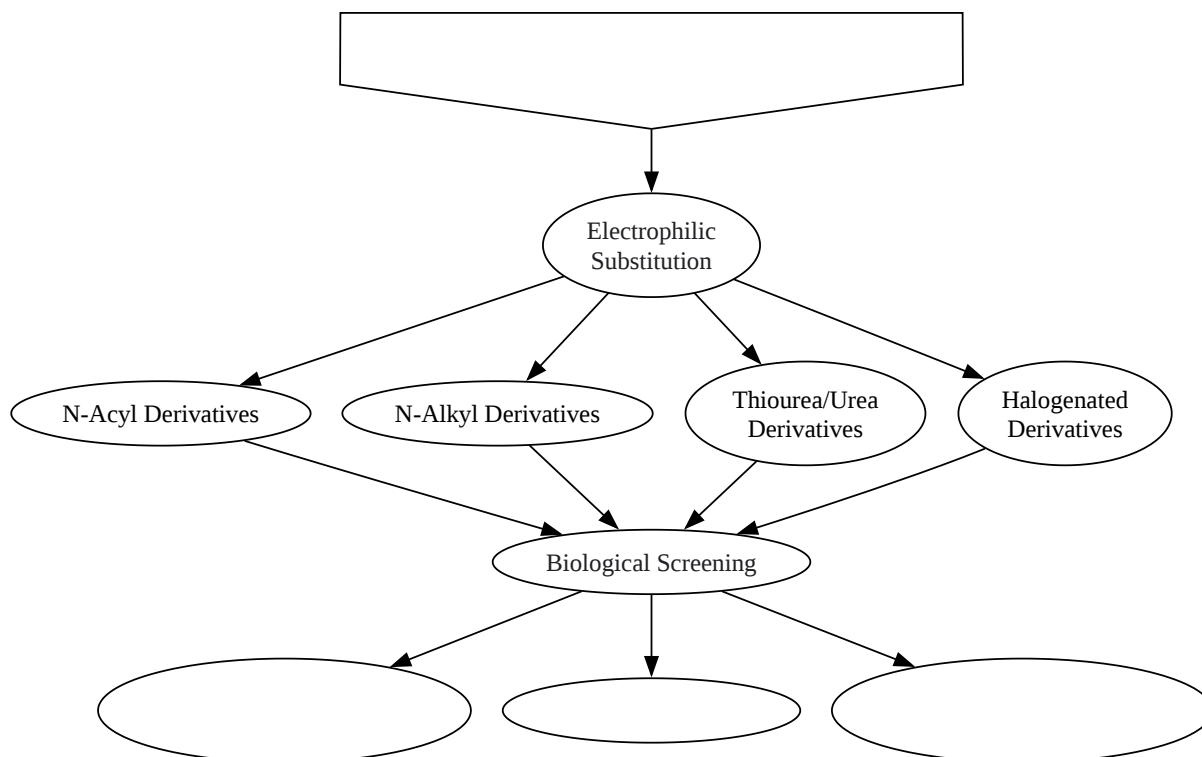 Electrophilic
Substitution
N-Acyl Derivatives
N-Alkyl Derivatives
Thiourea/Urea
Derivatives
Halogenated
Derivatives
Biological Screening